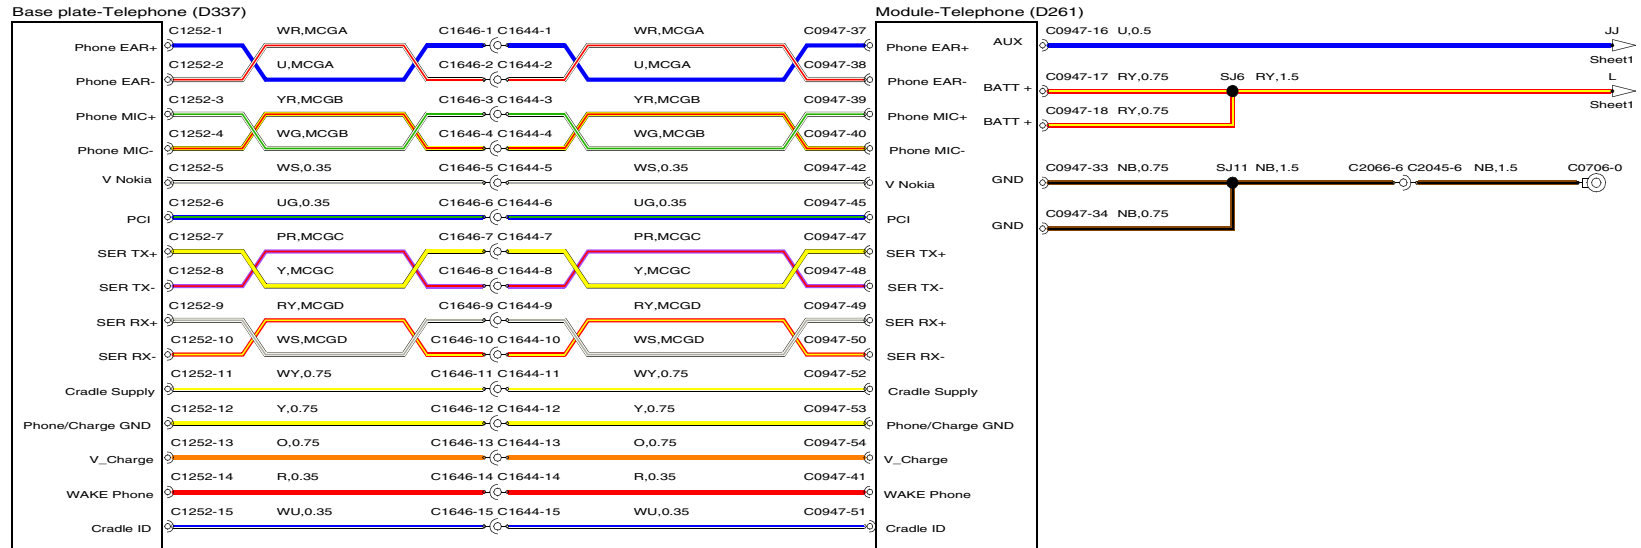 Base plate-Telephone (D337) Module-Telephone (D261)
C1252-1 WR,MCGA C1646-1 C1644-1 WR,MCGA C0947-37 C0947-16 U,0.5 JJ
Phone EAR+ Phone EAR+ AUX
Sheet1
C1252-2 U,MCGA C1646-2 C1644-2 U,MCGA C0947-38 C0947-17 RY,0.75 SJ6 RY,1.5 L
Phone EAR- Phone EAR- BATT +
Sheet1
C1252-3 YR,MCGB C1646-3 C1644-3 YR,MCGB C0947-39 C0947-18 RY,0.75
Phone MIC+ Phone MIC+ BATT +
C1252-4 WG,MCGB C1646-4 C1644-4 WG,MCGB C0947-40
Phone MIC- Phone MIC-
C1252-5 WS,0.35 C1646-5 C1644-5 WS,0.35 C0947-42 C0947-33 NB,0.75 SJ11 NB,1.5 C2066-6 C2045-6 NB,1.5 C0706-0
V Nokia V Nokia GND
C1252-6 UG,0.35 C1646-6 C1644-6 UG,0.35 C0947-45 C0947-34 NB,0.75
PCI PCI GND
C1252-7 PR,MCGC C1646-7 C1644-7 PR,MCGC C0947-47
SER TX+ SER TX+
C1252-8 Y,MCGC C1646-8 C1644-8 Y,MCGC C0947-48
SER TX- SER TX-
C1252-9 RY,MCGD C1646-9 C1644-9 RY,MCGD C0947-49
SER RX+ SER RX+
C1252-10 WS,MCGD C1646-10 C1644-10 WS,MCGD C0947-50
SER RX- SER RX-
C1252-11 WY,0.75 C1646-11 C1644-11 WY,0.75 C0947-52
Cradle Supply Cradle Supply
C1252-12 Y,0.75 C1646-12 C1644-12 Y,0.75 C0947-53
Phone/Charge GND Phone/Charge GND
C1252-13 O,0.75 C1646-13 C1644-13 O,0.75 C0947-54
V_Charge V_Charge
C1252-14 R,0.35 C1646-14 C1644-14 R,0.35 C0947-41
WAKE Phone WAKE Phone
C1252-15 WU,0.35 C1646-15 C1644-15 WU,0.35 C0947-51
Cradle ID Cradle ID